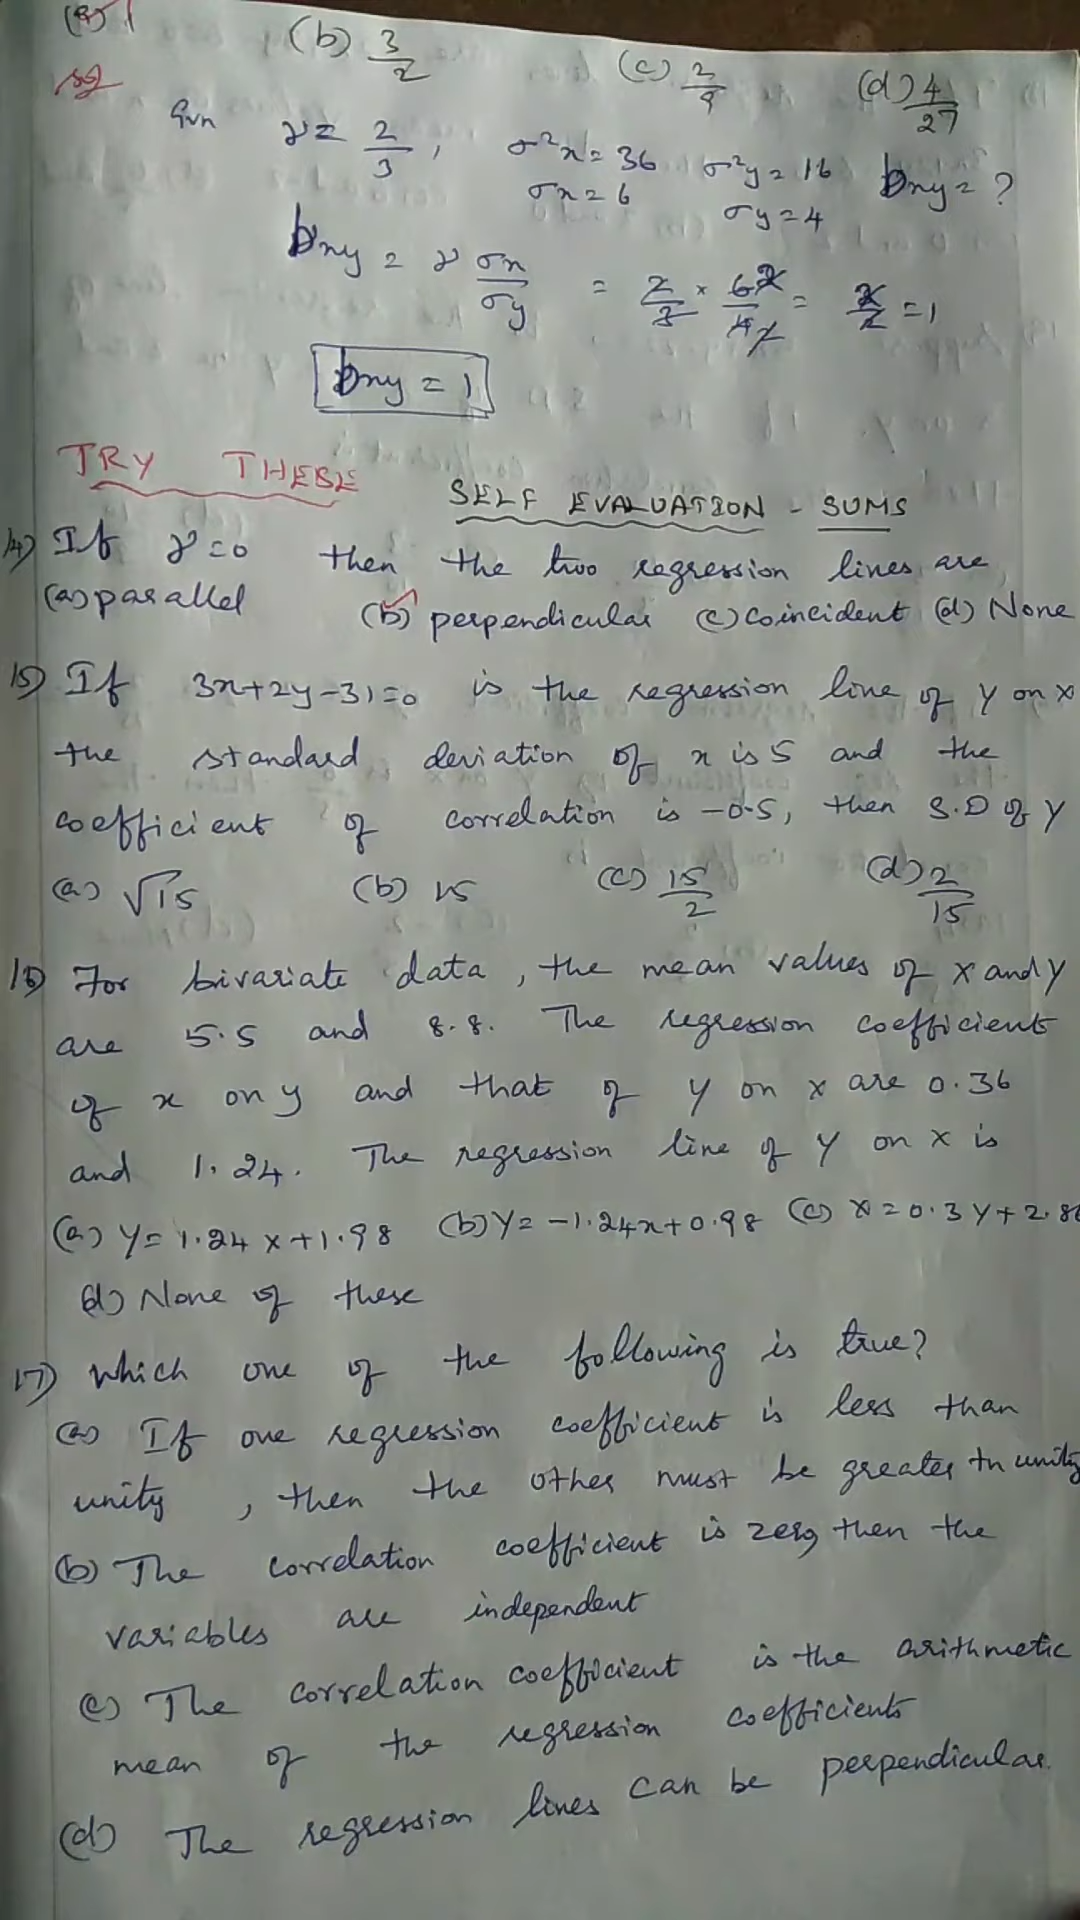 (a) 1 (b) 3/2 (c) 2/9 (d) 4/27
Sol
Gvn γ = 2/3, σ²x = 36 σ²y = 16 bxy = ?
σx = 6 σy = 4
bxy = γ σx/σy = 2/3 × 6/4 = 2/2 = 1
bxy = 1
TRY THESE
SELF EVALUATION - SUMS
14) If γ = 0 then the two regression lines are
(a) parallel (b) perpendicular (c) coincident (d) None
15) If 3x+2y-31=0 is the regression line of Y on X
the standard deviation of x is 5 and the
coefficient of correlation is -0.5, then S.D of Y
(a) √15 (b) 15 (c) 15/2 (d) 2/15
16) For bivariate data, the mean values of X and Y
are 5.5 and 8.8. The regression coefficients
of x on y and that of Y on X are 0.36
and 1.24. The regression line of Y on X is
(a) Y = 1.24 X + 1.98 (b) Y = -1.24x + 0.98 (c) X = 0.3 Y + 2.86
(d) None of these
17) Which one of the following is true?
(a) If one regression coefficient is less than
unity, then the other must be greater tn unity
(b) The correlation coefficient is zero, then the
variables are independent
(c) The correlation coefficient is the arithmetic
mean of the regression coefficients
(d) The regression lines can be perpendicular.